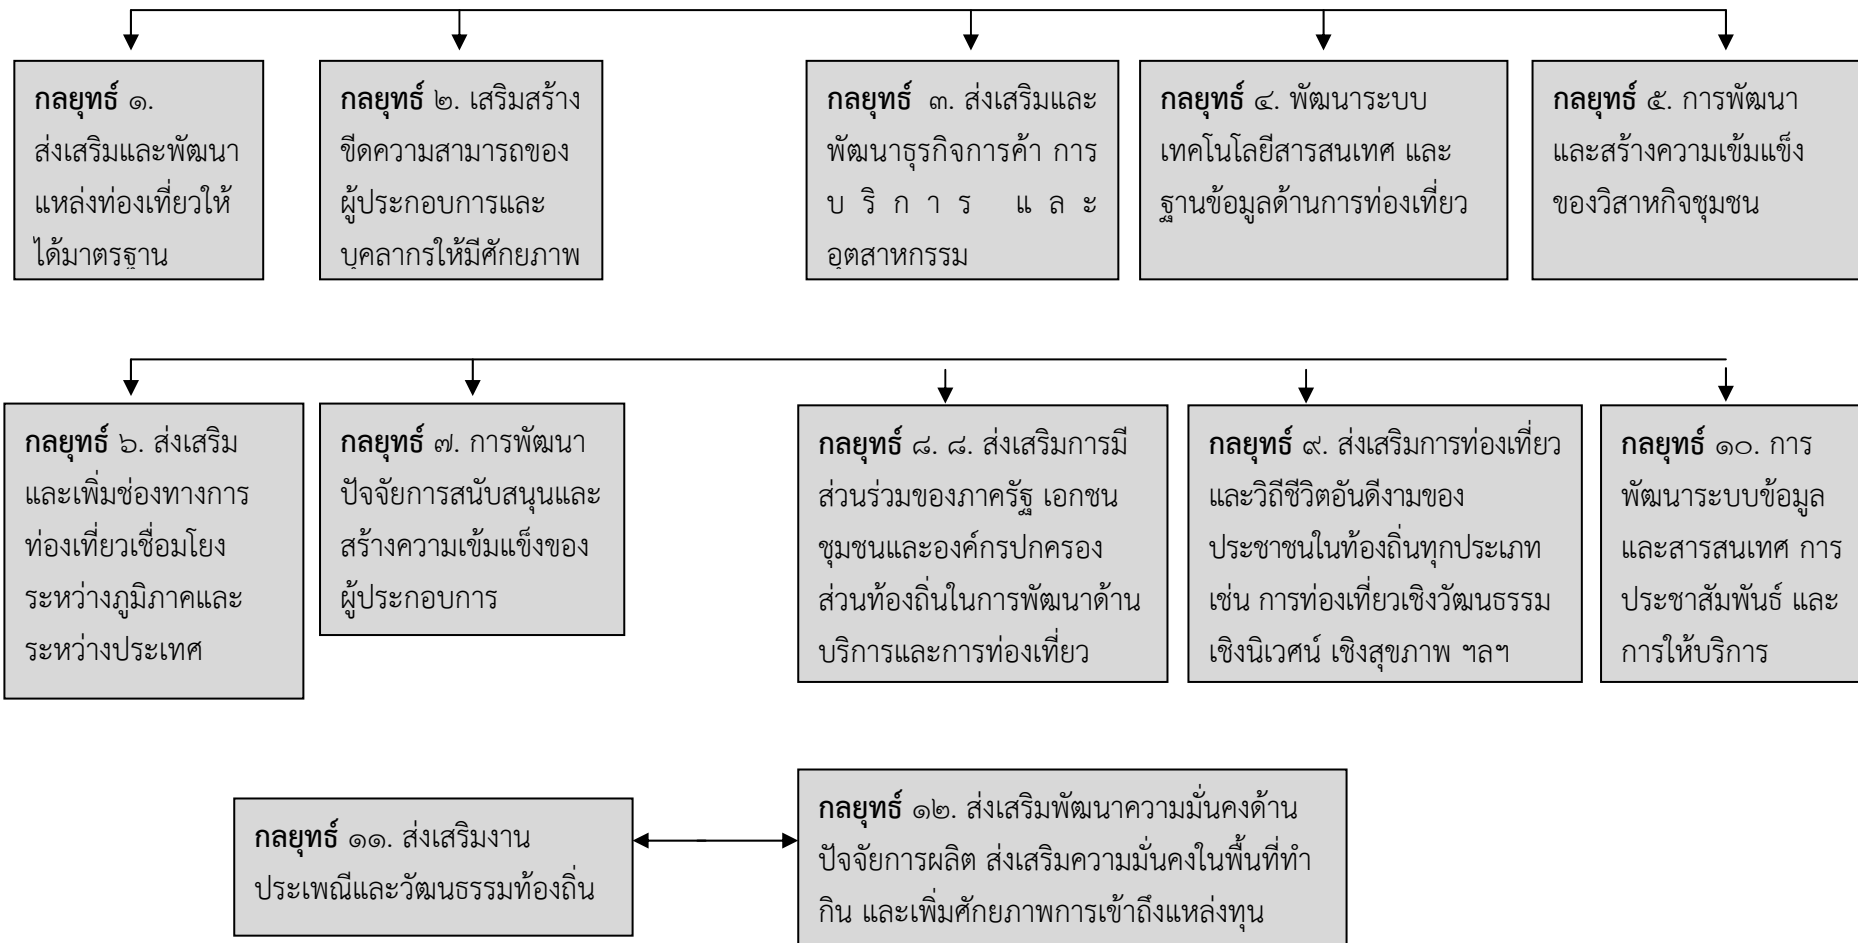 กลยุทธ์ ๑.
ส่งเสริมและพัฒนา
แหล่งท่องเที่ยวให้
ได้มาตรฐาน
กลยุทธ์ ๒. เสริมสร้าง
ขีดความสามารถของ
ผู้ประกอบการและ
บุคลากรให้มีศักยภาพ
กลยุทธ์ ๓. ส่งเสริมและ
พัฒนาธุรกิจการค้า การ
บริการ และ
อุตสาหกรรม
กลยุทธ์ ๔. พัฒนาระบบ
เทคโนโลยีสารสนเทศ และ
ฐานข้อมูลด้านการท่องเที่ยว
กลยุทธ์ ๕. การพัฒนา
และสร้างความเข้มแข็ง
ของวิสาหกิจชุมชน
กลยุทธ์ ๖. ส่งเสริม
และเพิ่มช่องทางการ
ท่องเที่ยวเชื่อมโยง
ระหว่างภูมิภาคและ
ระหว่างประเทศ
กลยุทธ์ ๗. การพัฒนา
ปัจจัยการสนับสนุนและ
สร้างความเข้มแข็งของ
ผู้ประกอบการ
กลยุทธ์ ๘. ๘. ส่งเสริมการมี
ส่วนร่วมของภาครัฐ เอกชน
ชุมชนและองค์กรปกครอง
ส่วนท้องถิ่นในการพัฒนาด้าน
บริการและการท่องเที่ยว
กลยุทธ์ ๙. ส่งเสริมการท่องเที่ยว
และวิถีชีวิตอันดีงามของ
ประชาชนในท้องถิ่นทุกประเภท
เช่น การท่องเที่ยวเชิงวัฒนธรรม
เชิงนิเวศน์ เชิงสุขภาพ ฯลฯ
กลยุทธ์ ๑๐. การ
พัฒนาระบบข้อมูล
และสารสนเทศ การ
ประชาสัมพันธ์ และ
การให้บริการ
กลยุทธ์ ๑๑. ส่งเสริมงาน
ประเพณีและวัฒนธรรมท้องถิ่น
กลยุทธ์ ๑๒. ส่งเสริมพัฒนาความมั่นคงด้าน
ปัจจัยการผลิต ส่งเสริมความมั่นคงในพื้นที่ทำ
กิน และเพิ่มศักยภาพการเข้าถึงแหล่งทุน